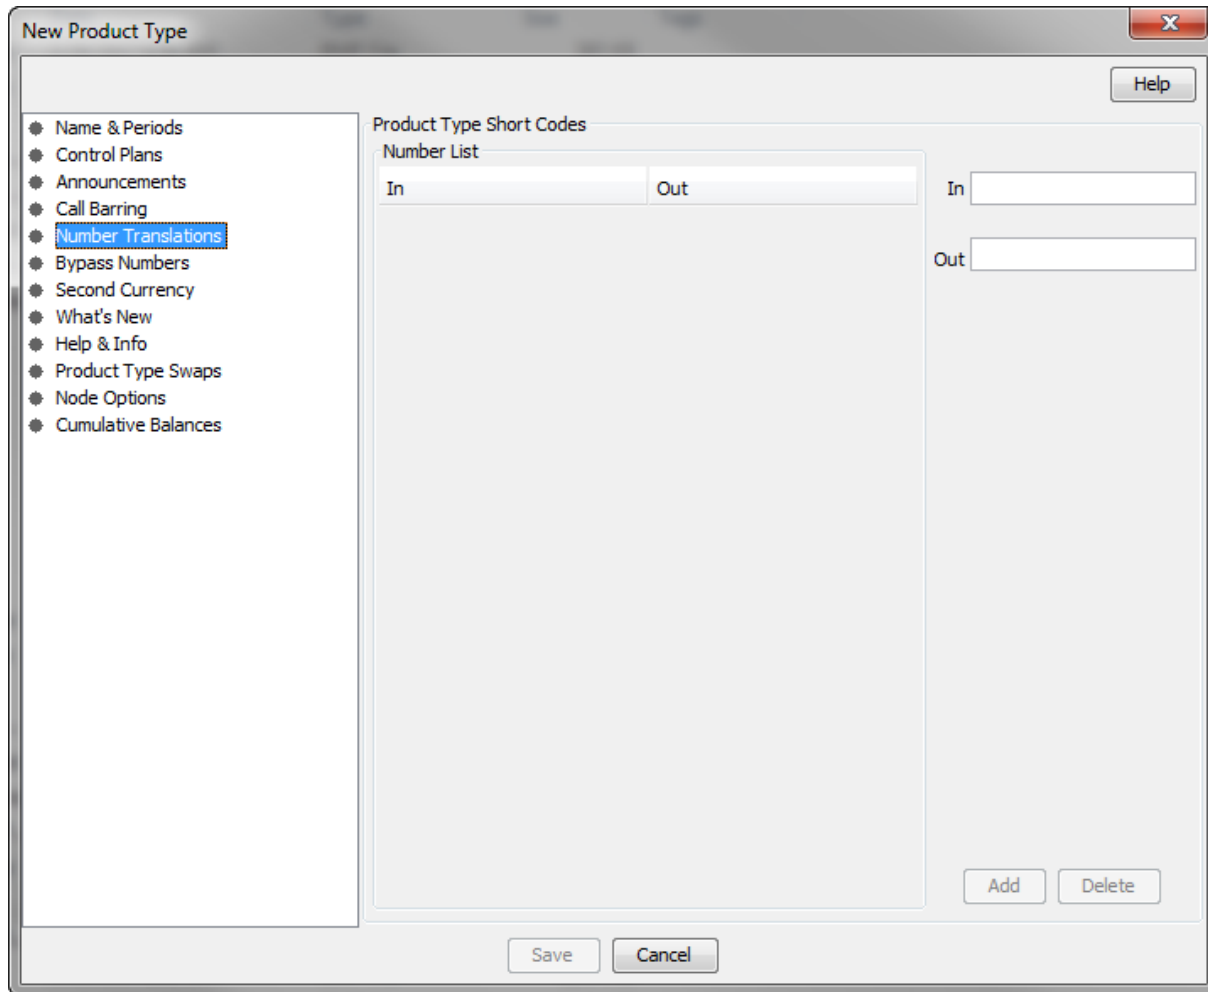 New Product Type
X
Help
Name & Periods
Control Plans
Announcements
Call Barring
Number Translations
Bypass Numbers
Second Currency
What's New
Help & Info
Product Type Swaps
Node Options
Cumulative Balances
Product Type Short Codes
Number List
In Out
In
Out
Add Delete
Save Cancel